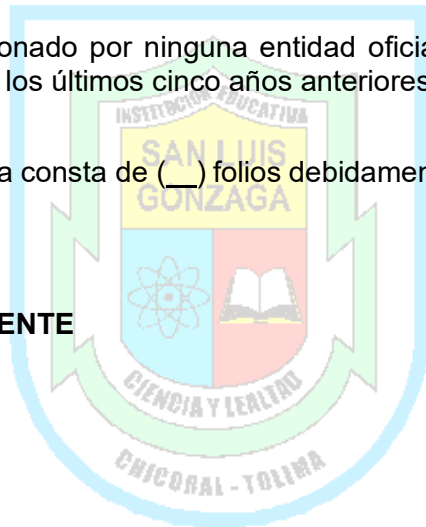 onado por ninguna entidad oficia
los últimos cinco años anteriores
INSTITUCIÓN EDUCATIVA
SAN LUIS
GONZAGA
a consta de (__) folios debidamen
ENTE
CIENCIA Y LEALTAD
CHICORAL - TOLIMA